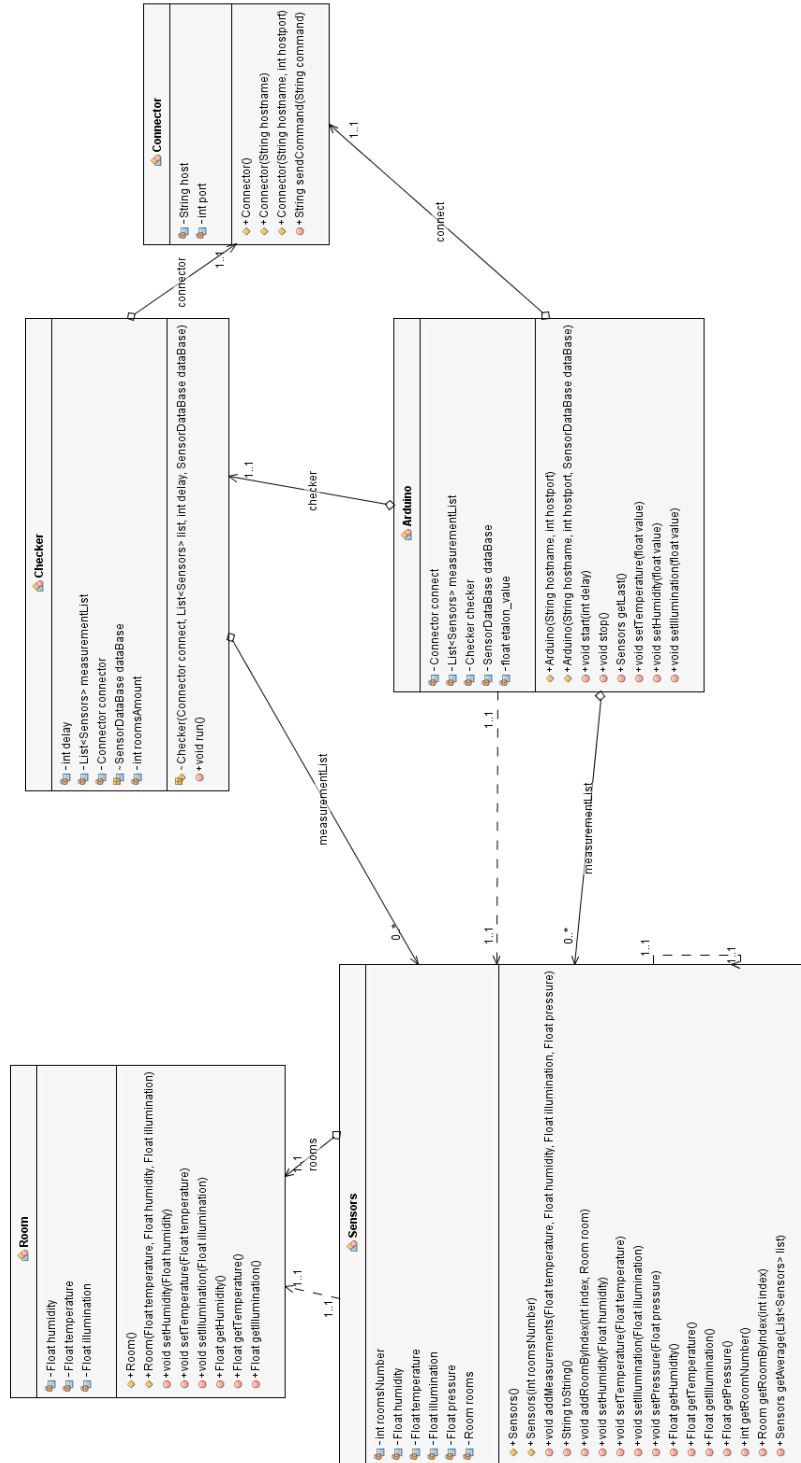 Room
- Float humidity
- Float temperature
- Float illumination
+ Room()
+ Room(Float temperature, Float humidity, Float illumination)
+ void setHumidity(Float humidity)
+ void setTemperature(Float temperature)
+ void setIllumination(Float illumination)
+ Float getHumidity()
+ Float getTemperature()
+ Float getIllumination()
1..1
1..1
1..1
rooms
Sensors
- int roomsNumber
- Float humidity
- Float temperature
- Float illumination
- Float pressure
- Room rooms
+ Sensors()
+ Sensors(int roomsNumber)
+ void addMeasurements(Float temperature, Float humidity, Float illumination, Float pressure)
+ String toString()
+ void addRoomByIndex(int index, Room room)
+ void setHumidity(Float humidity)
+ void setTemperature(Float temperature)
+ void setIllumination(Float illumination)
+ void setPressure(Float pressure)
+ Float getHumidity()
+ Float getTemperature()
+ Float getIllumination()
+ Float getPressure()
+ int getRoomNumber()
+ Room getRoomByIndex(int index)
+ Sensors getAverage(List<Sensors> list)
1..1
1..1
0..*
measurementList
1..1
1..1
0..*
measurementList
Checker
- int delay
- List<Sensors> measurementList
- Connector connector
~ SensorDataBase dataBase
- int roomsAmount
~ Checker(Connector connect, List<Sensors> list, int delay, SensorDataBase dataBase)
+ void run()
1..1
checker
Arduino
- Connector connect
- List<Sensors> measurementList
- Checker checker
- SensorDataBase dataBase
- float etalon_value
+ Arduino(String hostname, int hostport)
+ Arduino(String hostname, int hostport, SensorDataBase dataBase)
+ void start(int delay)
+ void stop()
+ Sensors getLast()
+ void setTemperature(float value)
+ void setHumidity(float value)
+ void setIllumination(float value)
connector
1..1
connect
1..1
Connector
- String host
- int port
+ Connector()
+ Connector(String hostname)
+ Connector(String hostname, int hostport)
+ String sendCommand(String command)